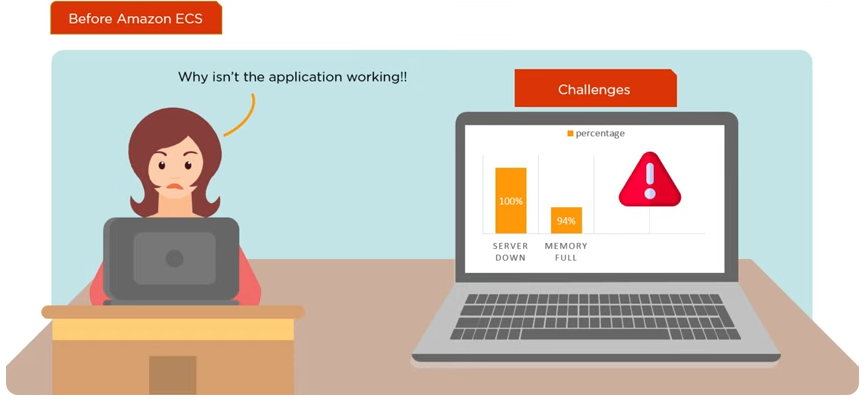 Before Amazon ECS
Why isn't the application working!!
Challenges
percentage
100%
94%
SERVER
DOWN
MEMORY
FULL